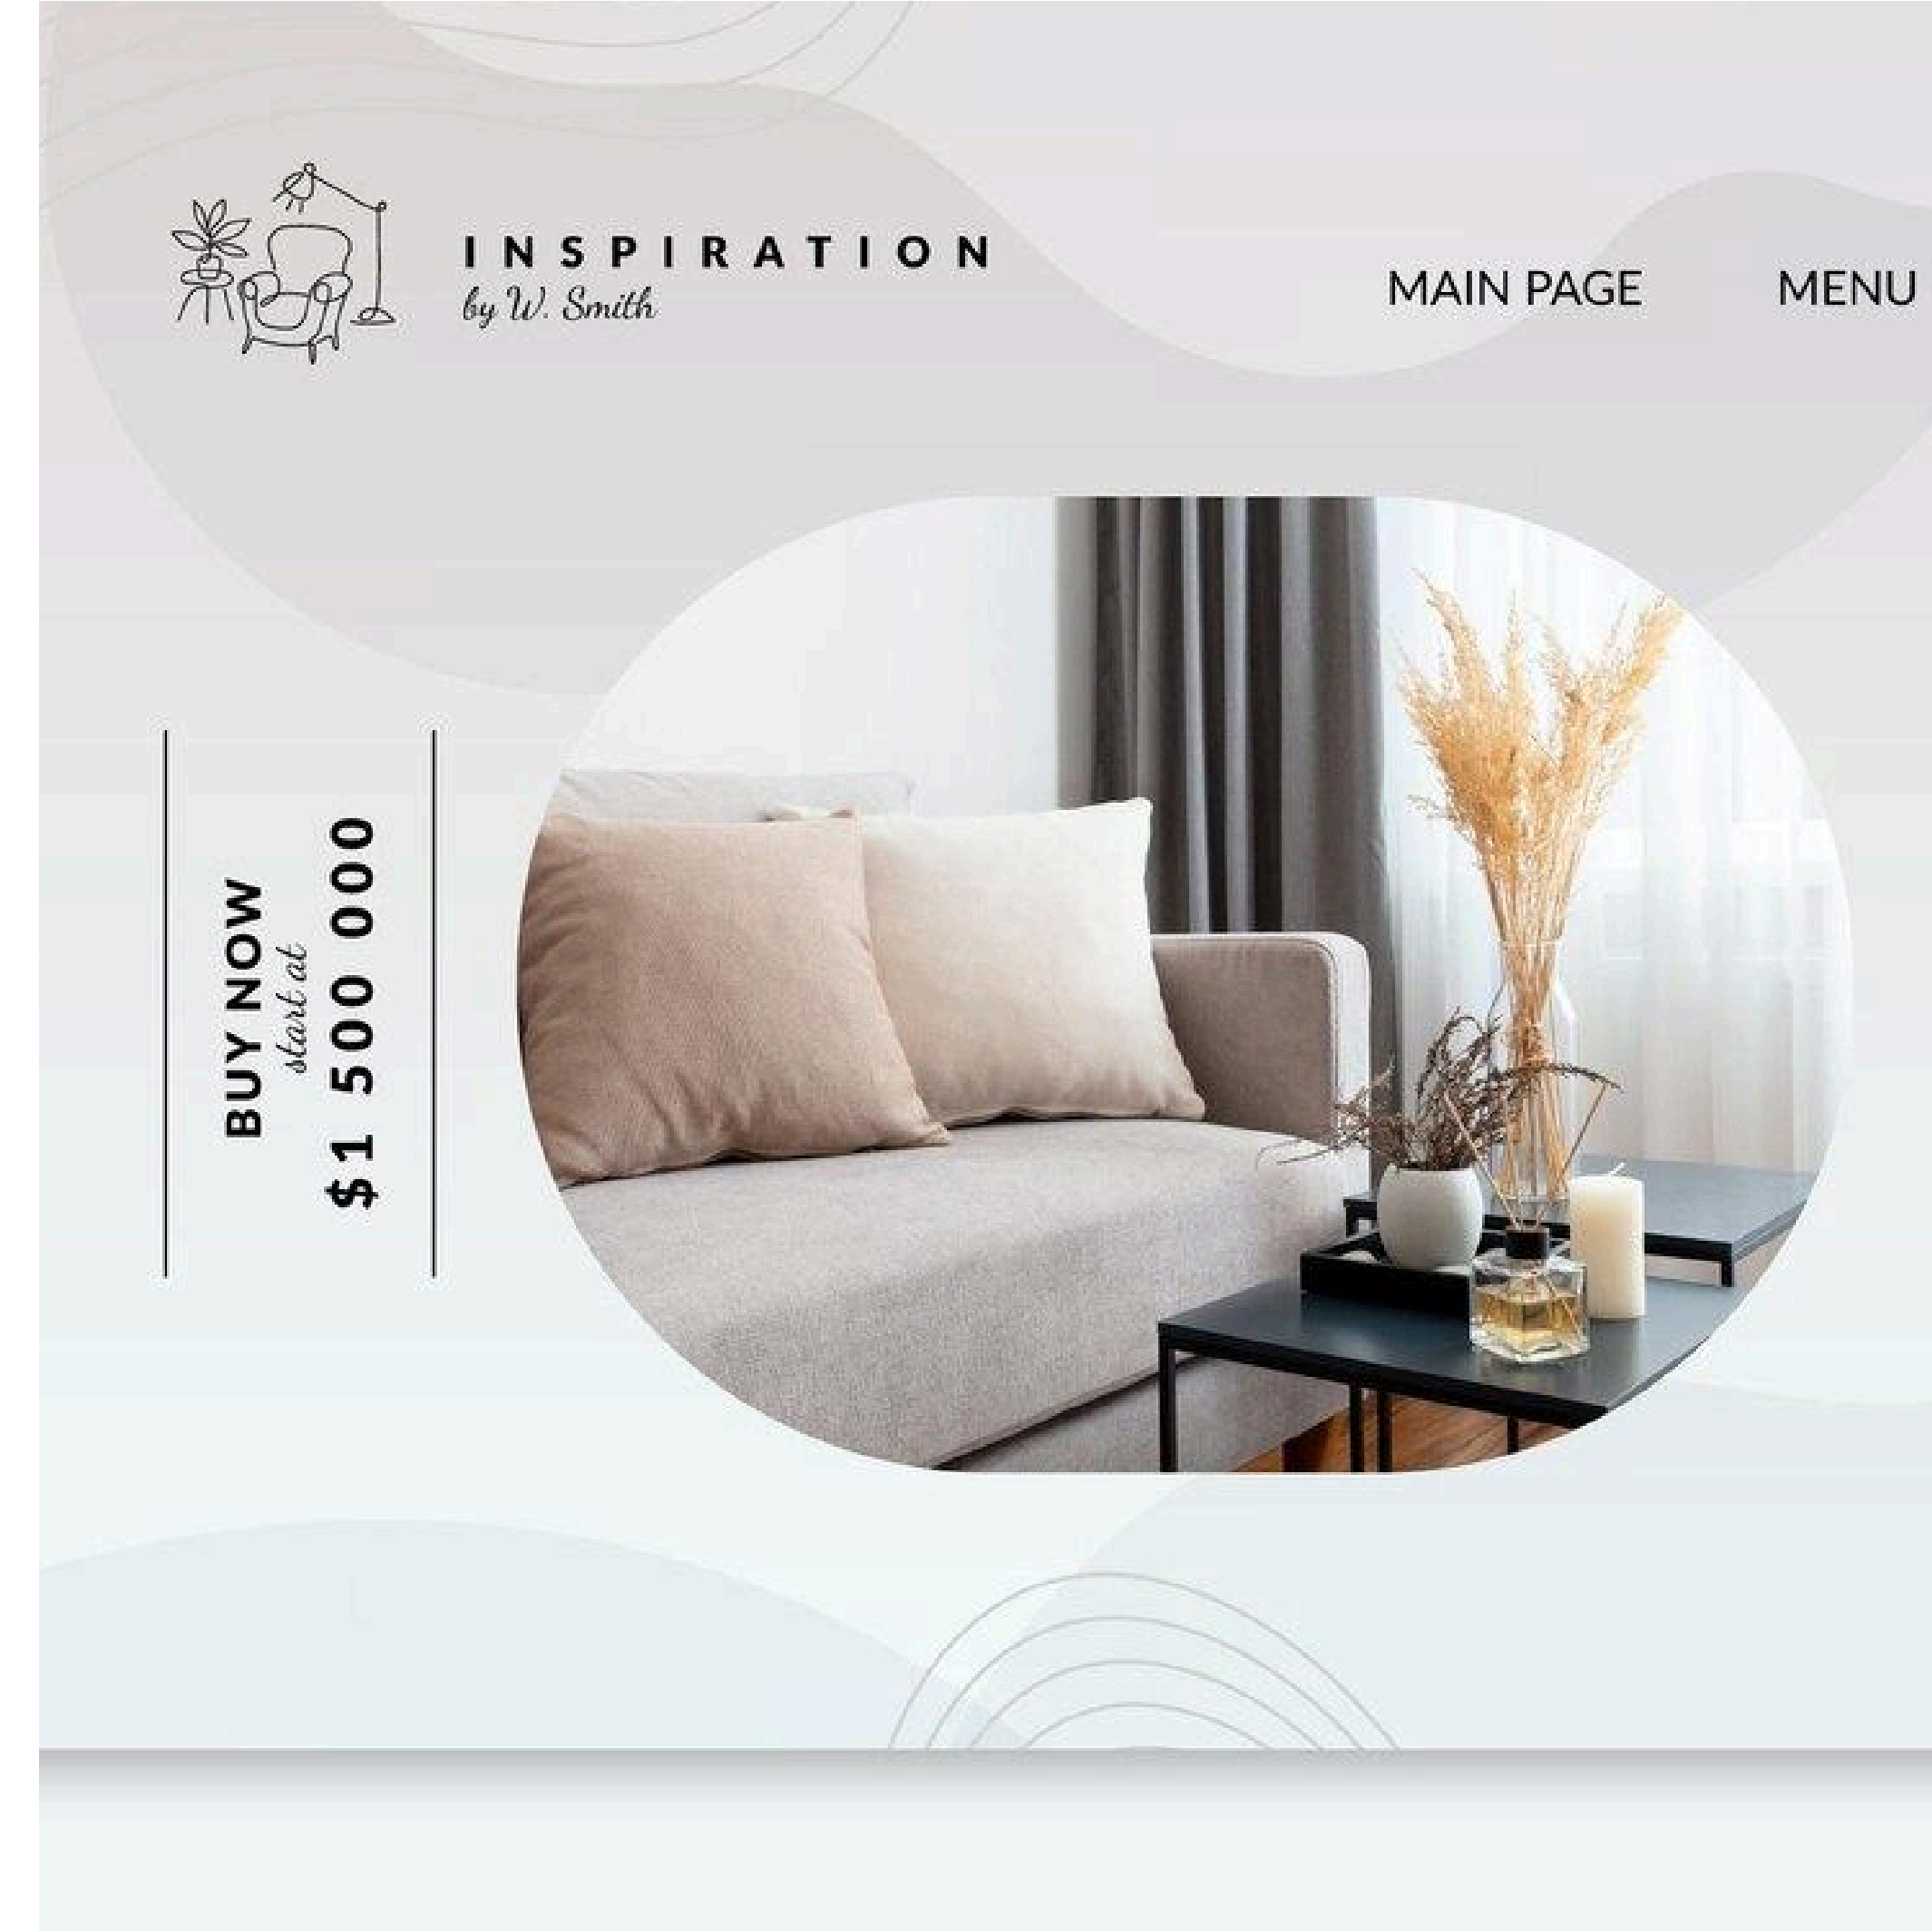 INSPIRATION
by W. Smith
MAIN PAGE
MENU
BUY NOW
start at
$1 500 000